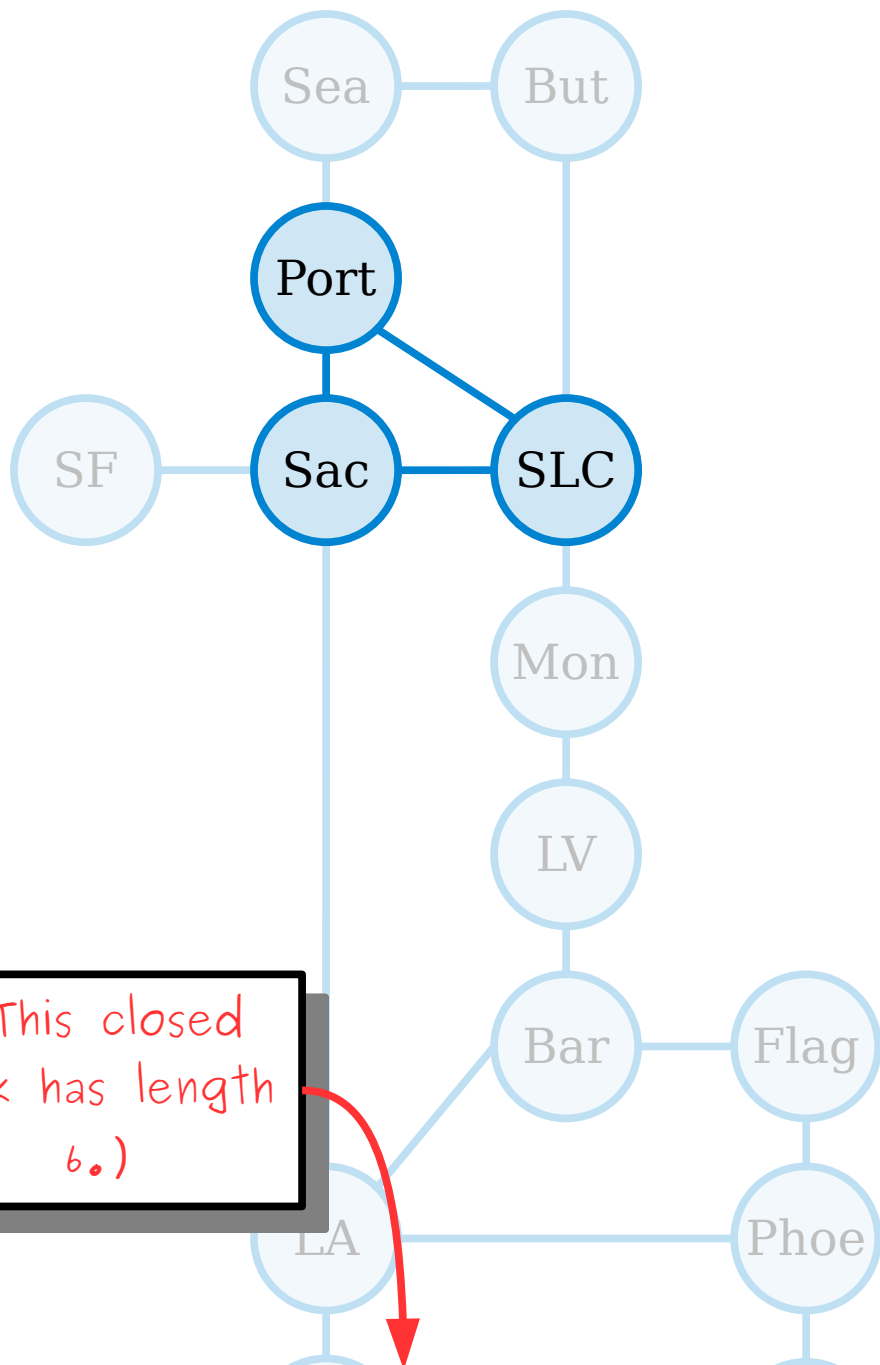 Sea But
Port
SF Sac SLC
Mon
LV
Bar Flag
This closed
has length
6.)
LA Phoe